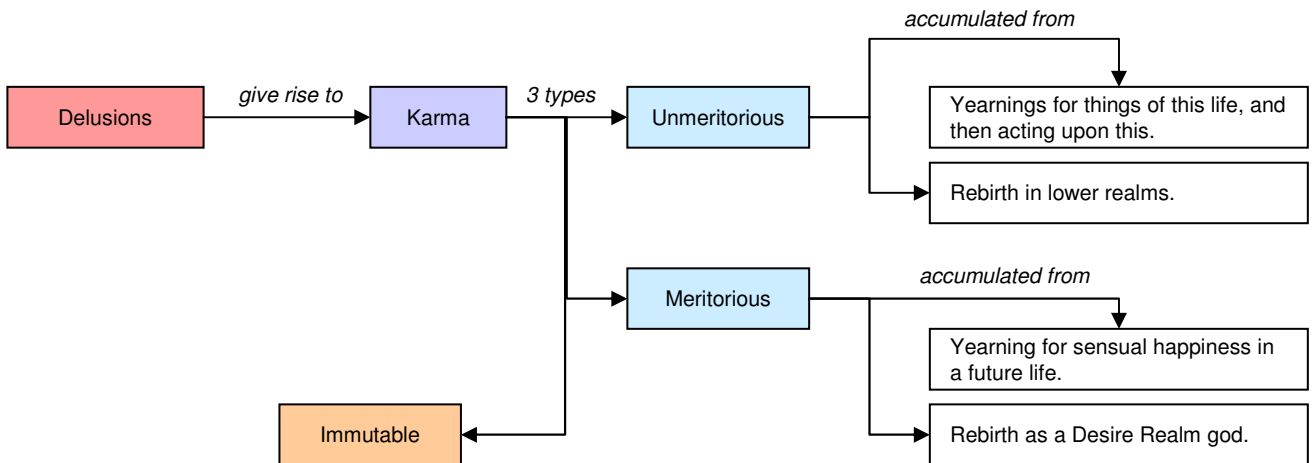 accumulated from
Delusions
give rise to
Karma
3 types
Unmeritorious
Yearnings for things of this life, and
then acting upon this.
Rebirth in lower realms.
Meritorious
accumulated from
Yearning for sensual happiness in
a future life.
Immutable
Rebirth as a Desire Realm god.